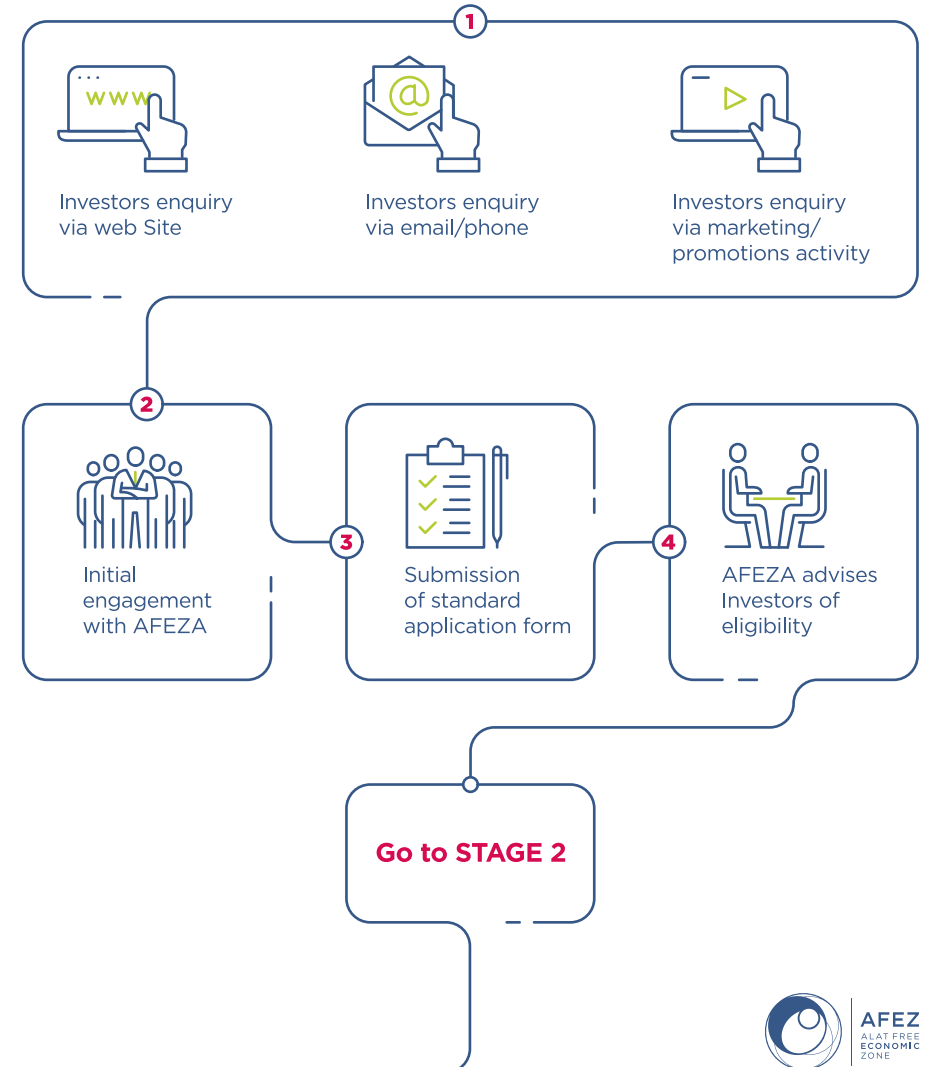 1
www
@
Investors enquiry
via web Site
Investors enquiry
via email/phone
Investors enquiry
via marketing/
promotions activity
2
Initial
engagement
with AFEZA
3
Submission
of standard
application form
4
AFEZA advises
Investors of
eligibility
Go to STAGE 2
AFEZ
ALAT FREE
ECONOMIC
ZONE